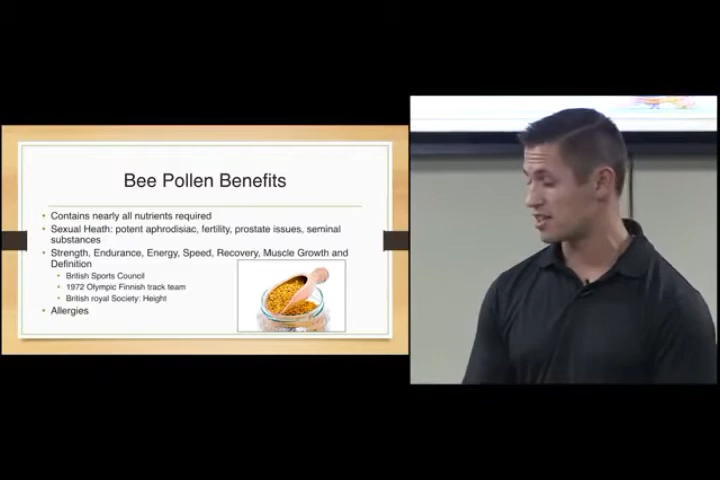 Bee Pollen Benefits
• Contains nearly all nutrients required
• Sexual Heath: potent aphrodisiac, fertility, prostate issues, seminal
substances
• Strength, Endurance, Energy, Speed, Recovery, Muscle Growth and
Definition
• British Sports Council
• 1972 Olympic Finnish track team
• British royal Society: Height
• Allergies